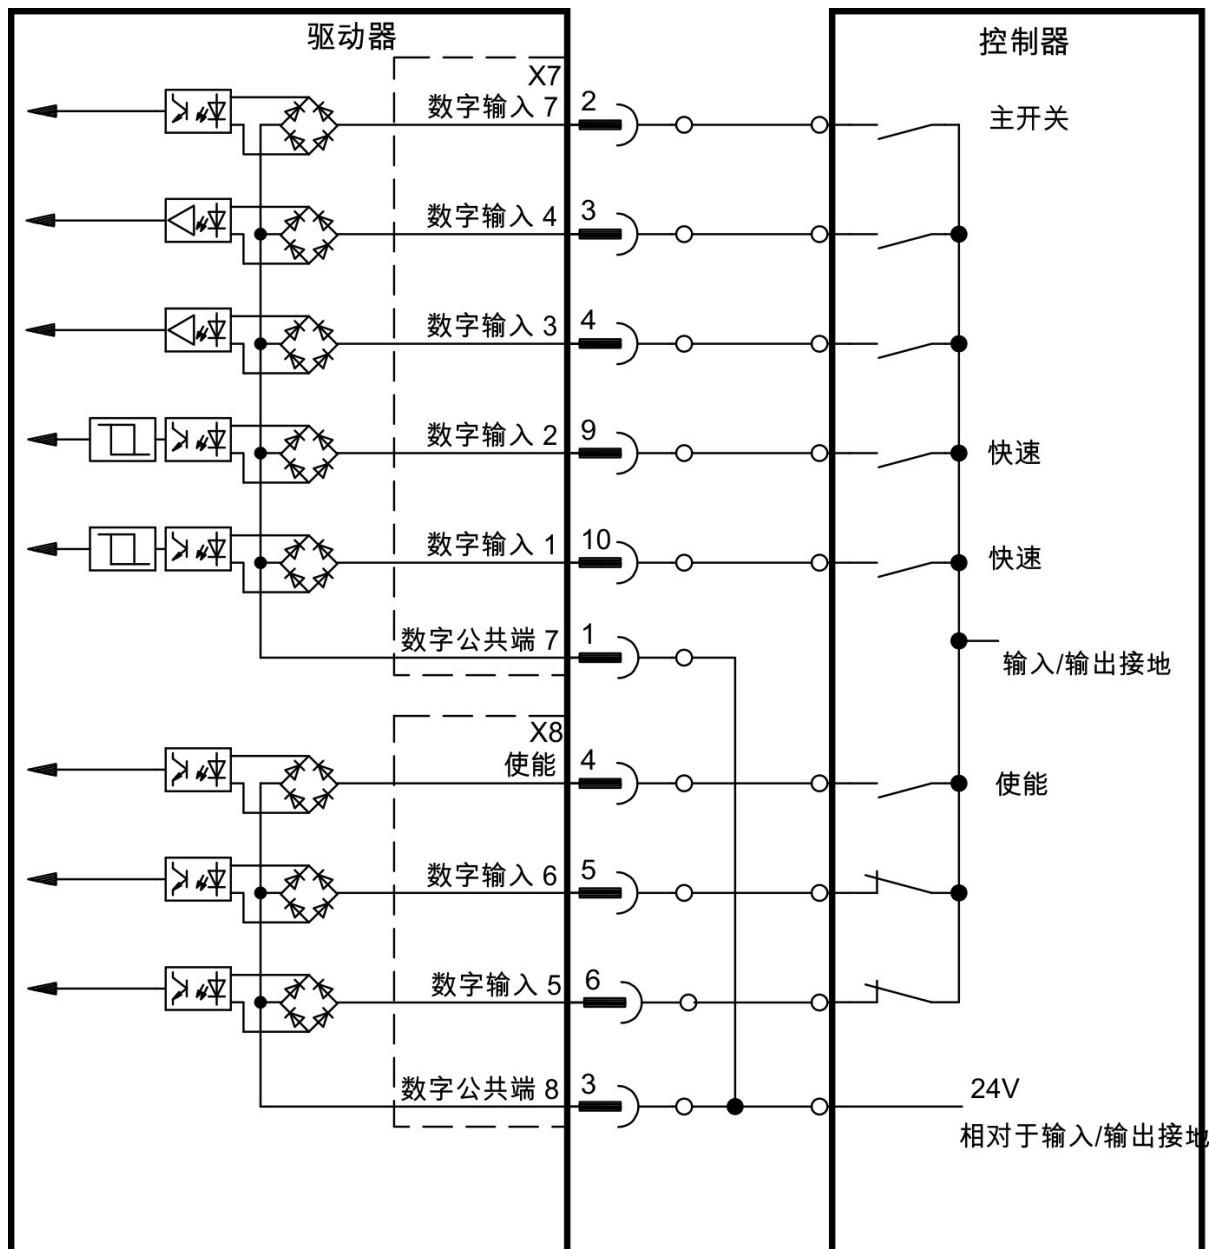 驱动器
控制器
X7
数字输入 7
2
主开关
数字输入 4
3
数字输入 3
4
数字输入 2
9
快速
数字输入 1
10
快速
数字公共端 7
1
输入/输出接地
X8
使能
4
使能
数字输入 6
5
数字输入 5
6
数字公共端 8
3
24V
相对于输入/输出接地